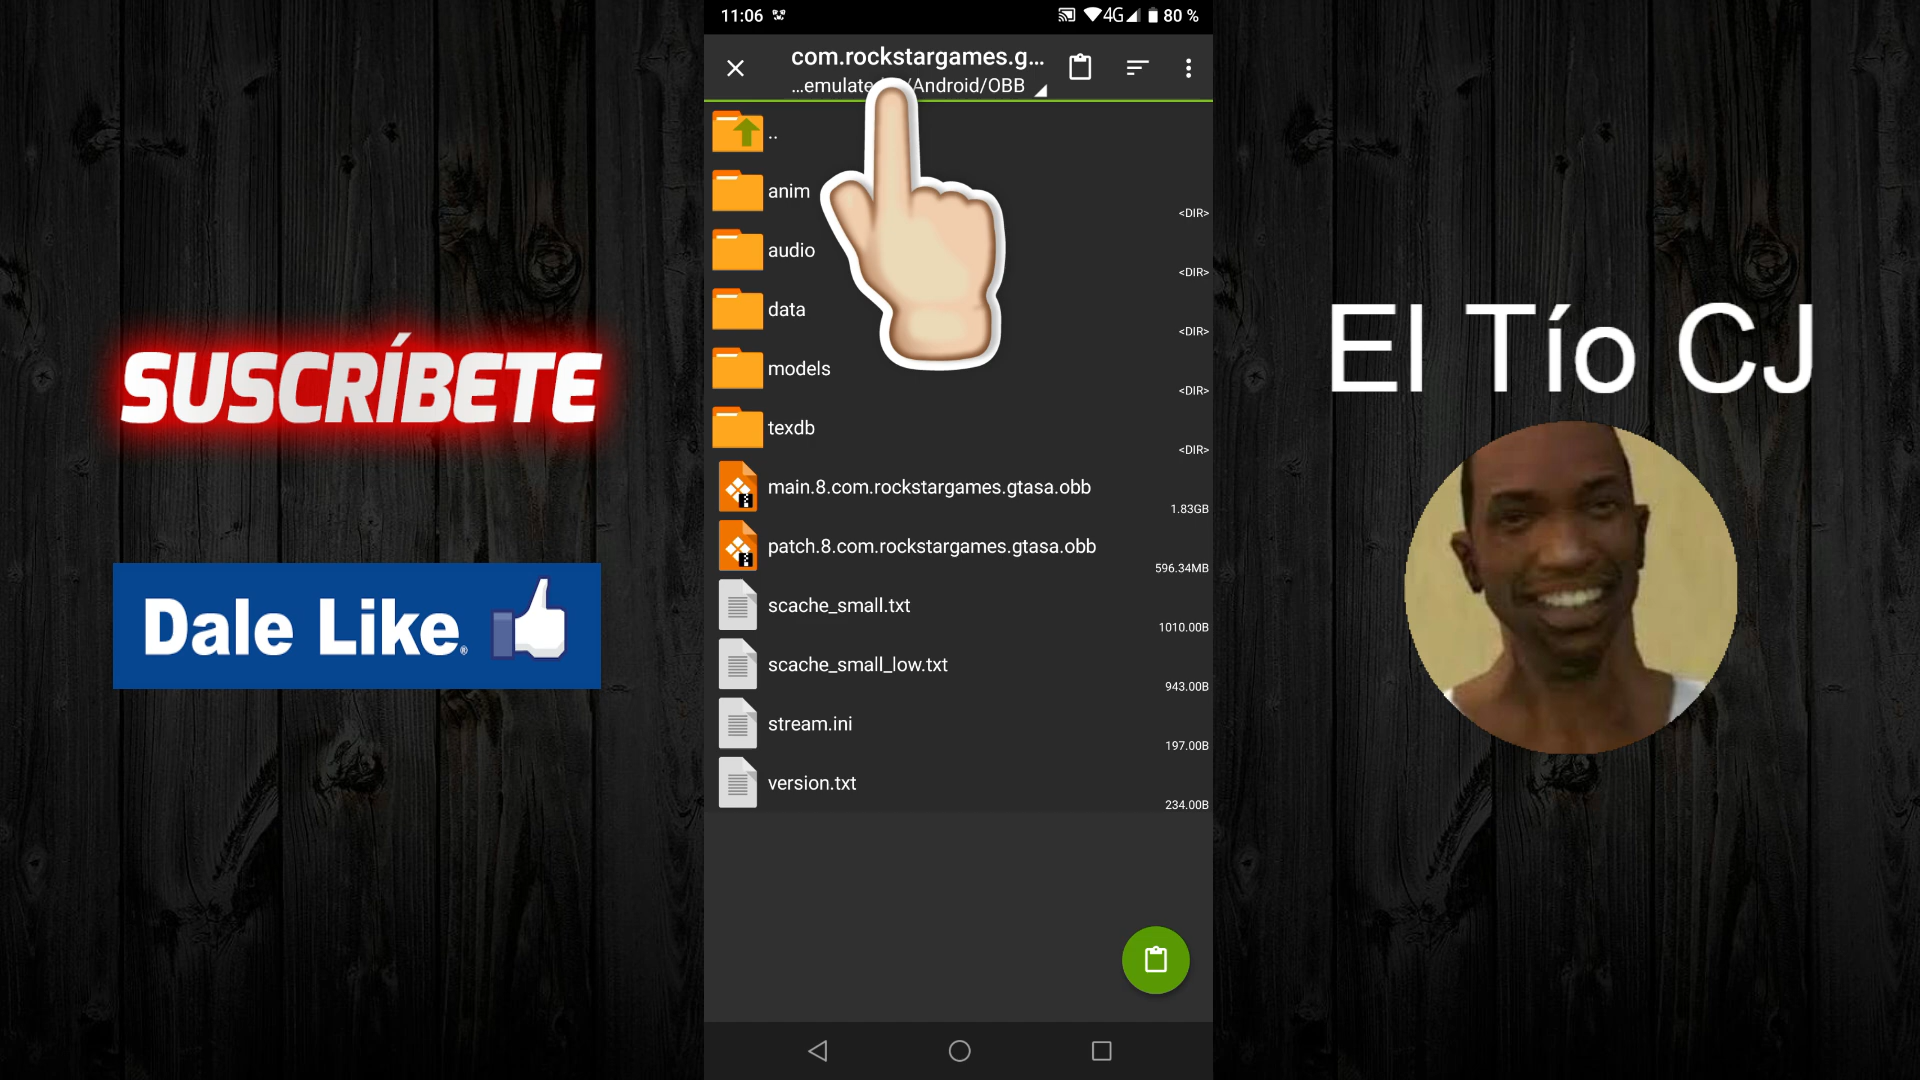 11:06
4G 80 %
com.rockstargames.g...
...emulate /Android/OBB
..
anim
<DIR>
audio
<DIR>
data
<DIR>
models
<DIR>
texdb
<DIR>
main.8.com.rockstargames.gtasa.obb
1.83GB
patch.8.com.rockstargames.gtasa.obb
596.34MB
scache_small.txt
1010.00B
scache_small_low.txt
943.00B
stream.ini
197.00B
version.txt
234.00B
SUSCRÍBETE
Dale Like®
El Tío CJ